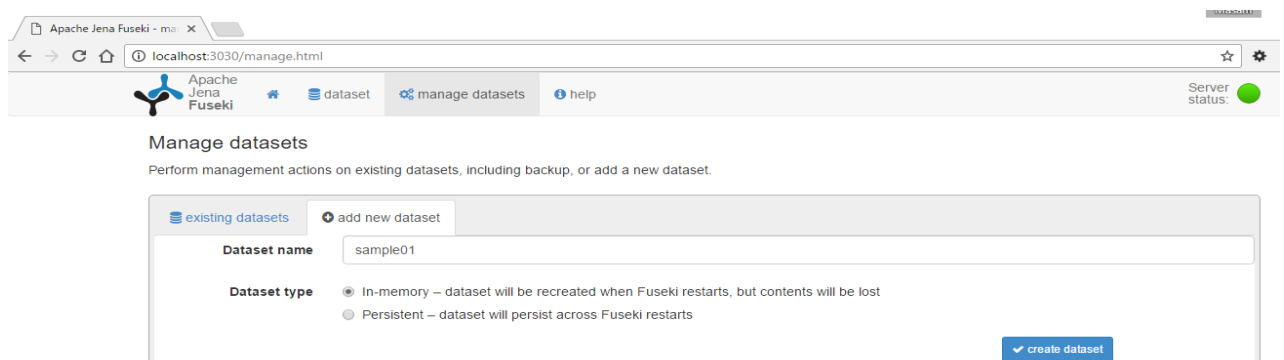 Apache Jena Fuseki - ma
localhost:3030/manage.html
Apache
Jena
Fuseki
dataset
manage datasets
help
Server
status:
Manage datasets
Perform management actions on existing datasets, including backup, or add a new dataset.
existing datasets
add new dataset
Dataset name
sample01
Dataset type
In-memory – dataset will be recreated when Fuseki restarts, but contents will be lost
Persistent – dataset will persist across Fuseki restarts
create dataset